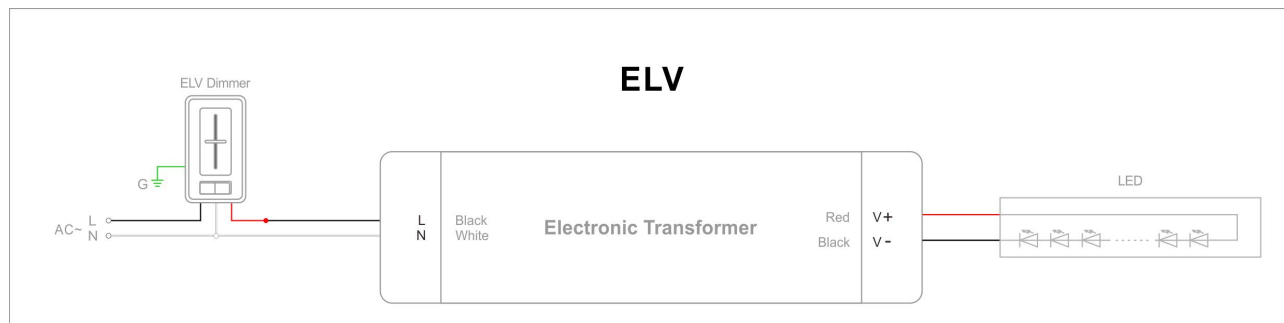 ELV
ELV Dimmer
G
AC~ L
N
L Black
N White
Electronic Transformer
Red V+
Black V-
LED